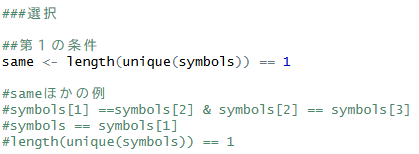 ###選択
##第１の条件
same <- length(unique(symbols)) == 1
#sameほかの例
#symbols[1] ==symbols[2] & symbols[2] == symbols[3]
#symbols == symbols[1]
#length(unique(symbols)) == 1